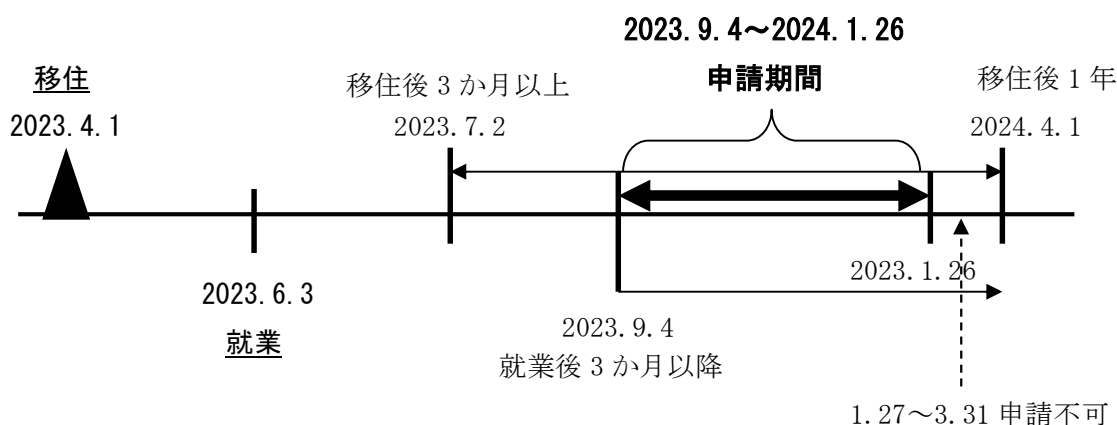 2023.9.4～2024.1.26
申請期間
移住
2023.4.1
移住後3か月以上
2023.7.2
移住後1年
2024.4.1
2023.6.3
就業
2023.1.26
2023.9.4
就業後3か月以降
1.27～3.31 申請不可